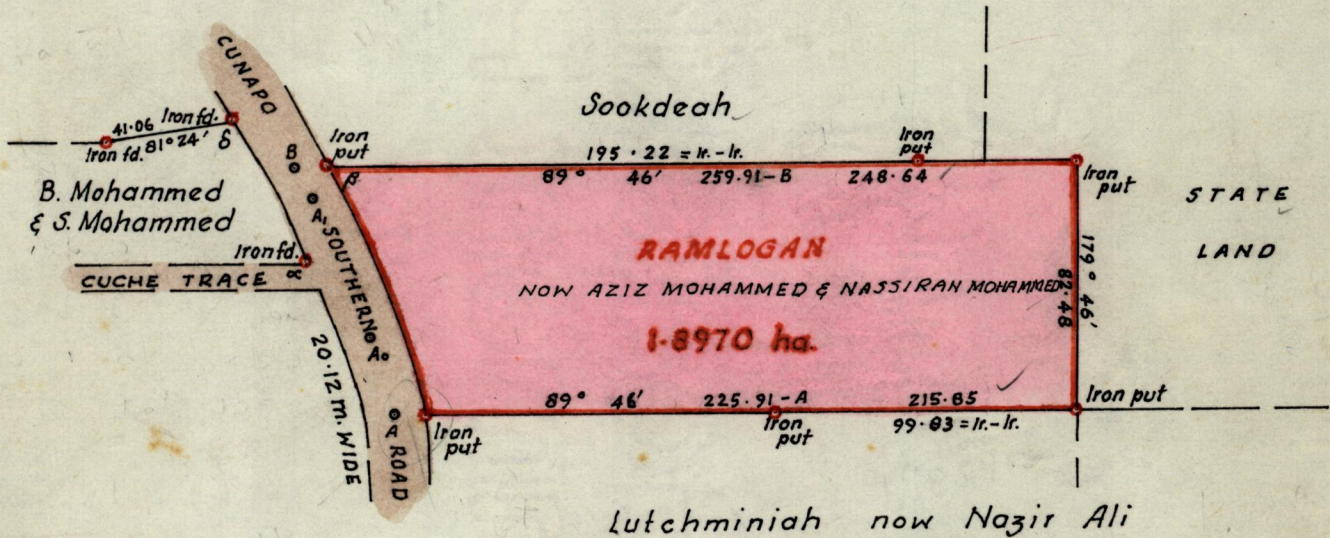 CUNAPO
SOUTHERN
ROAD
20·12 m. WIDE
41·06
Iron fd.
Iron fd.
81° 24'
δ
B
A₁
A₀
A
Iron put
β
Sookdeah
195·22 = Ir.-Ir.
Iron put
89° 46' 259.91-B 248·64
Iron put
B. Mohammed
& S. Mohammed
Iron fd.
α
CUCHE TRACE
RAMLOGAN
NOW AZIZ MOHAMMED & NASSIRAN MOHAMMED
1·8970 ha.
179° 46'
82·48
STATE
LAND
89° 46' 225·91-A 215·85
Iron put
Iron put
99·83 = Ir.-Ir.
Iron put
Lutchminiah now Nazir Ali